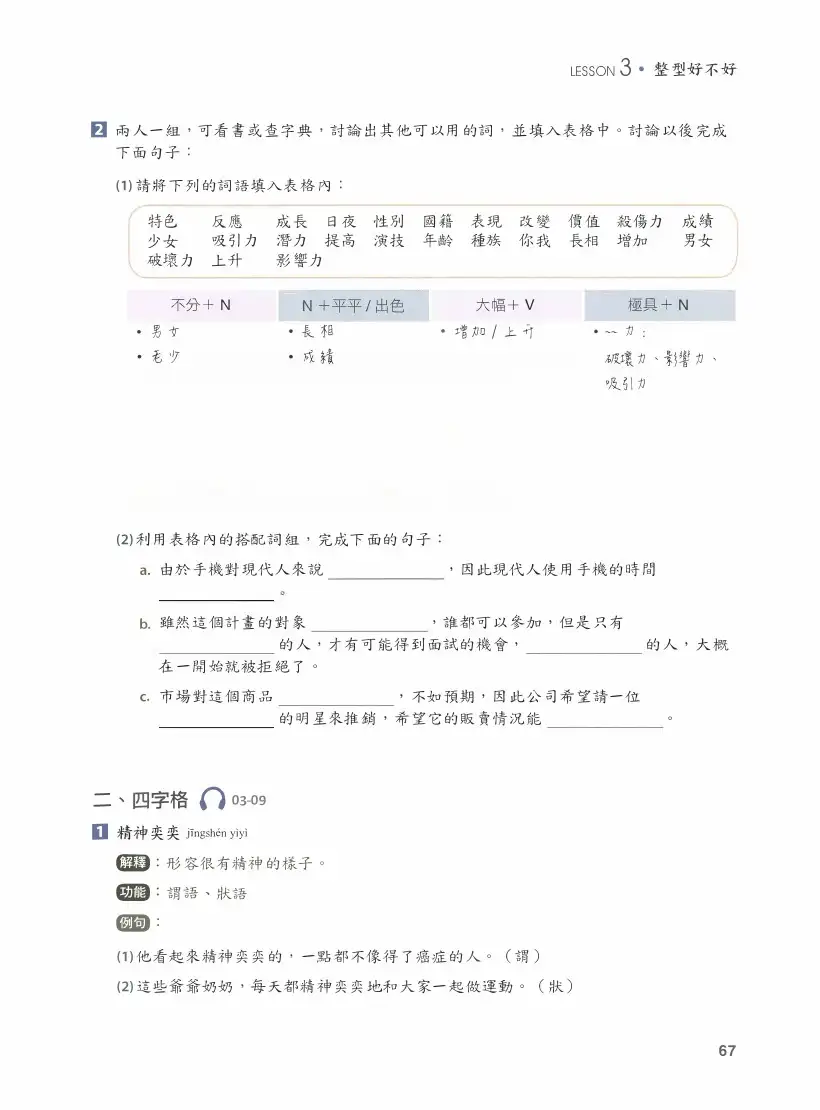 LESSON 3 • 整型好不好
2 兩人一組，可看書或查字典，討論出其他可以用的詞，並填入表格中。討論以後完成
下面句子：
(1) 請將下列的詞語填入表格內：
特色 反應 成長 日夜 性別 國籍 表現 改變 價值 殺傷力 成績
少女 吸引力 潛力 提高 演技 年齡 種族 你我 長相 增加 男女
破壞力 上升 影響力
不分＋ N N ＋平平 / 出色 大幅＋ V 極具＋ N
• 男女 • 長相 • 增加 / 上升 • ~~ 力：
• 老少 • 成績 破壞力、影響力、
吸引力
(2) 利用表格內的搭配詞組，完成下面的句子：
a. 由於手機對現代人來說 ______________，因此現代人使用手機的時間
______________。
b. 雖然這個計畫的對象 ______________，誰都可以參加，但是只有
______________ 的人，才有可能得到面試的機會，______________ 的人，大概
在一開始就被拒絕了。
c. 市場對這個商品 ______________，不如預期，因此公司希望請一位
______________ 的明星來推銷，希望它的販賣情況能 ______________。
二、四字格 03-09
1 精神奕奕 jīngshén yìyì
解釋：形容很有精神的樣子。
功能：謂語、狀語
例句：
(1) 他看起來精神奕奕的，一點都不像得了癌症的人。（謂）
(2) 這些爺爺奶奶，每天都精神奕奕地和大家一起做運動。（狀）
67